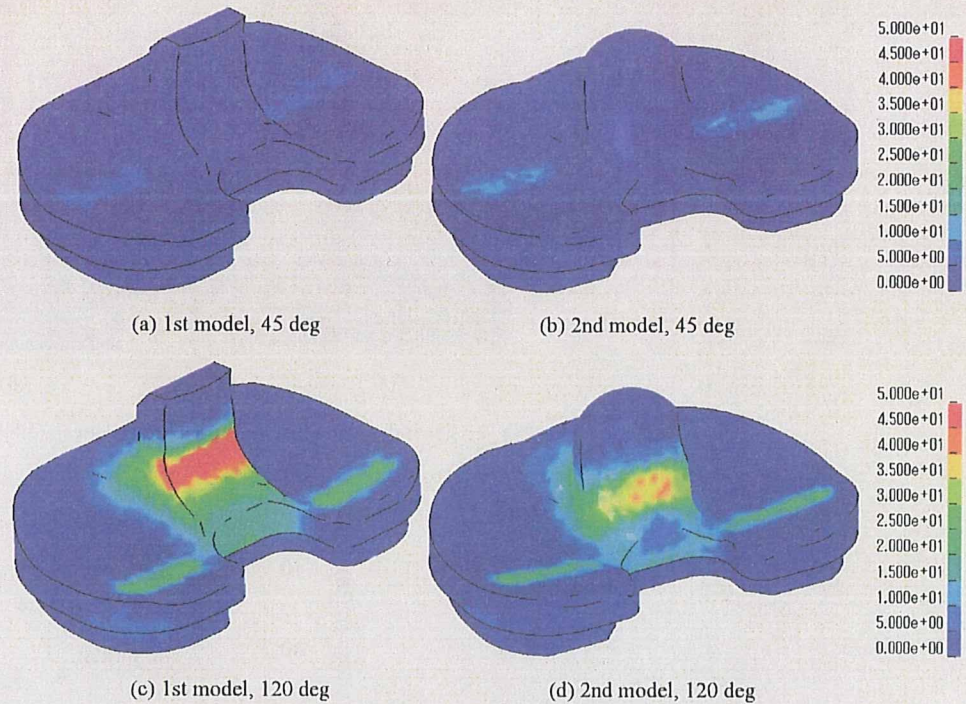 5.000e+01
4.500e+01
4.000e+01
3.500e+01
3.000e+01
2.500e+01
2.000e+01
1.500e+01
1.000e+01
5.000e+00
0.000e+00
(a) 1st model, 45 deg
(b) 2nd model, 45 deg
5.000e+01
4.500e+01
4.000e+01
3.500e+01
3.000e+01
2.500e+01
2.000e+01
1.500e+01
1.000e+01
5.000e+00
0.000e+00
(c) 1st model, 120 deg
(d) 2nd model, 120 deg